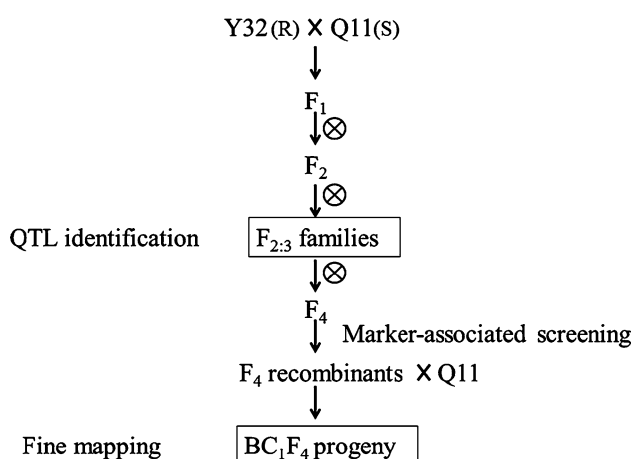 Y32(R) X Q11(S)
F1
F2
QTL identification F2:3 families
F4
Marker-associated screening
F4 recombinants X Q11
Fine mapping BC1F4 progeny